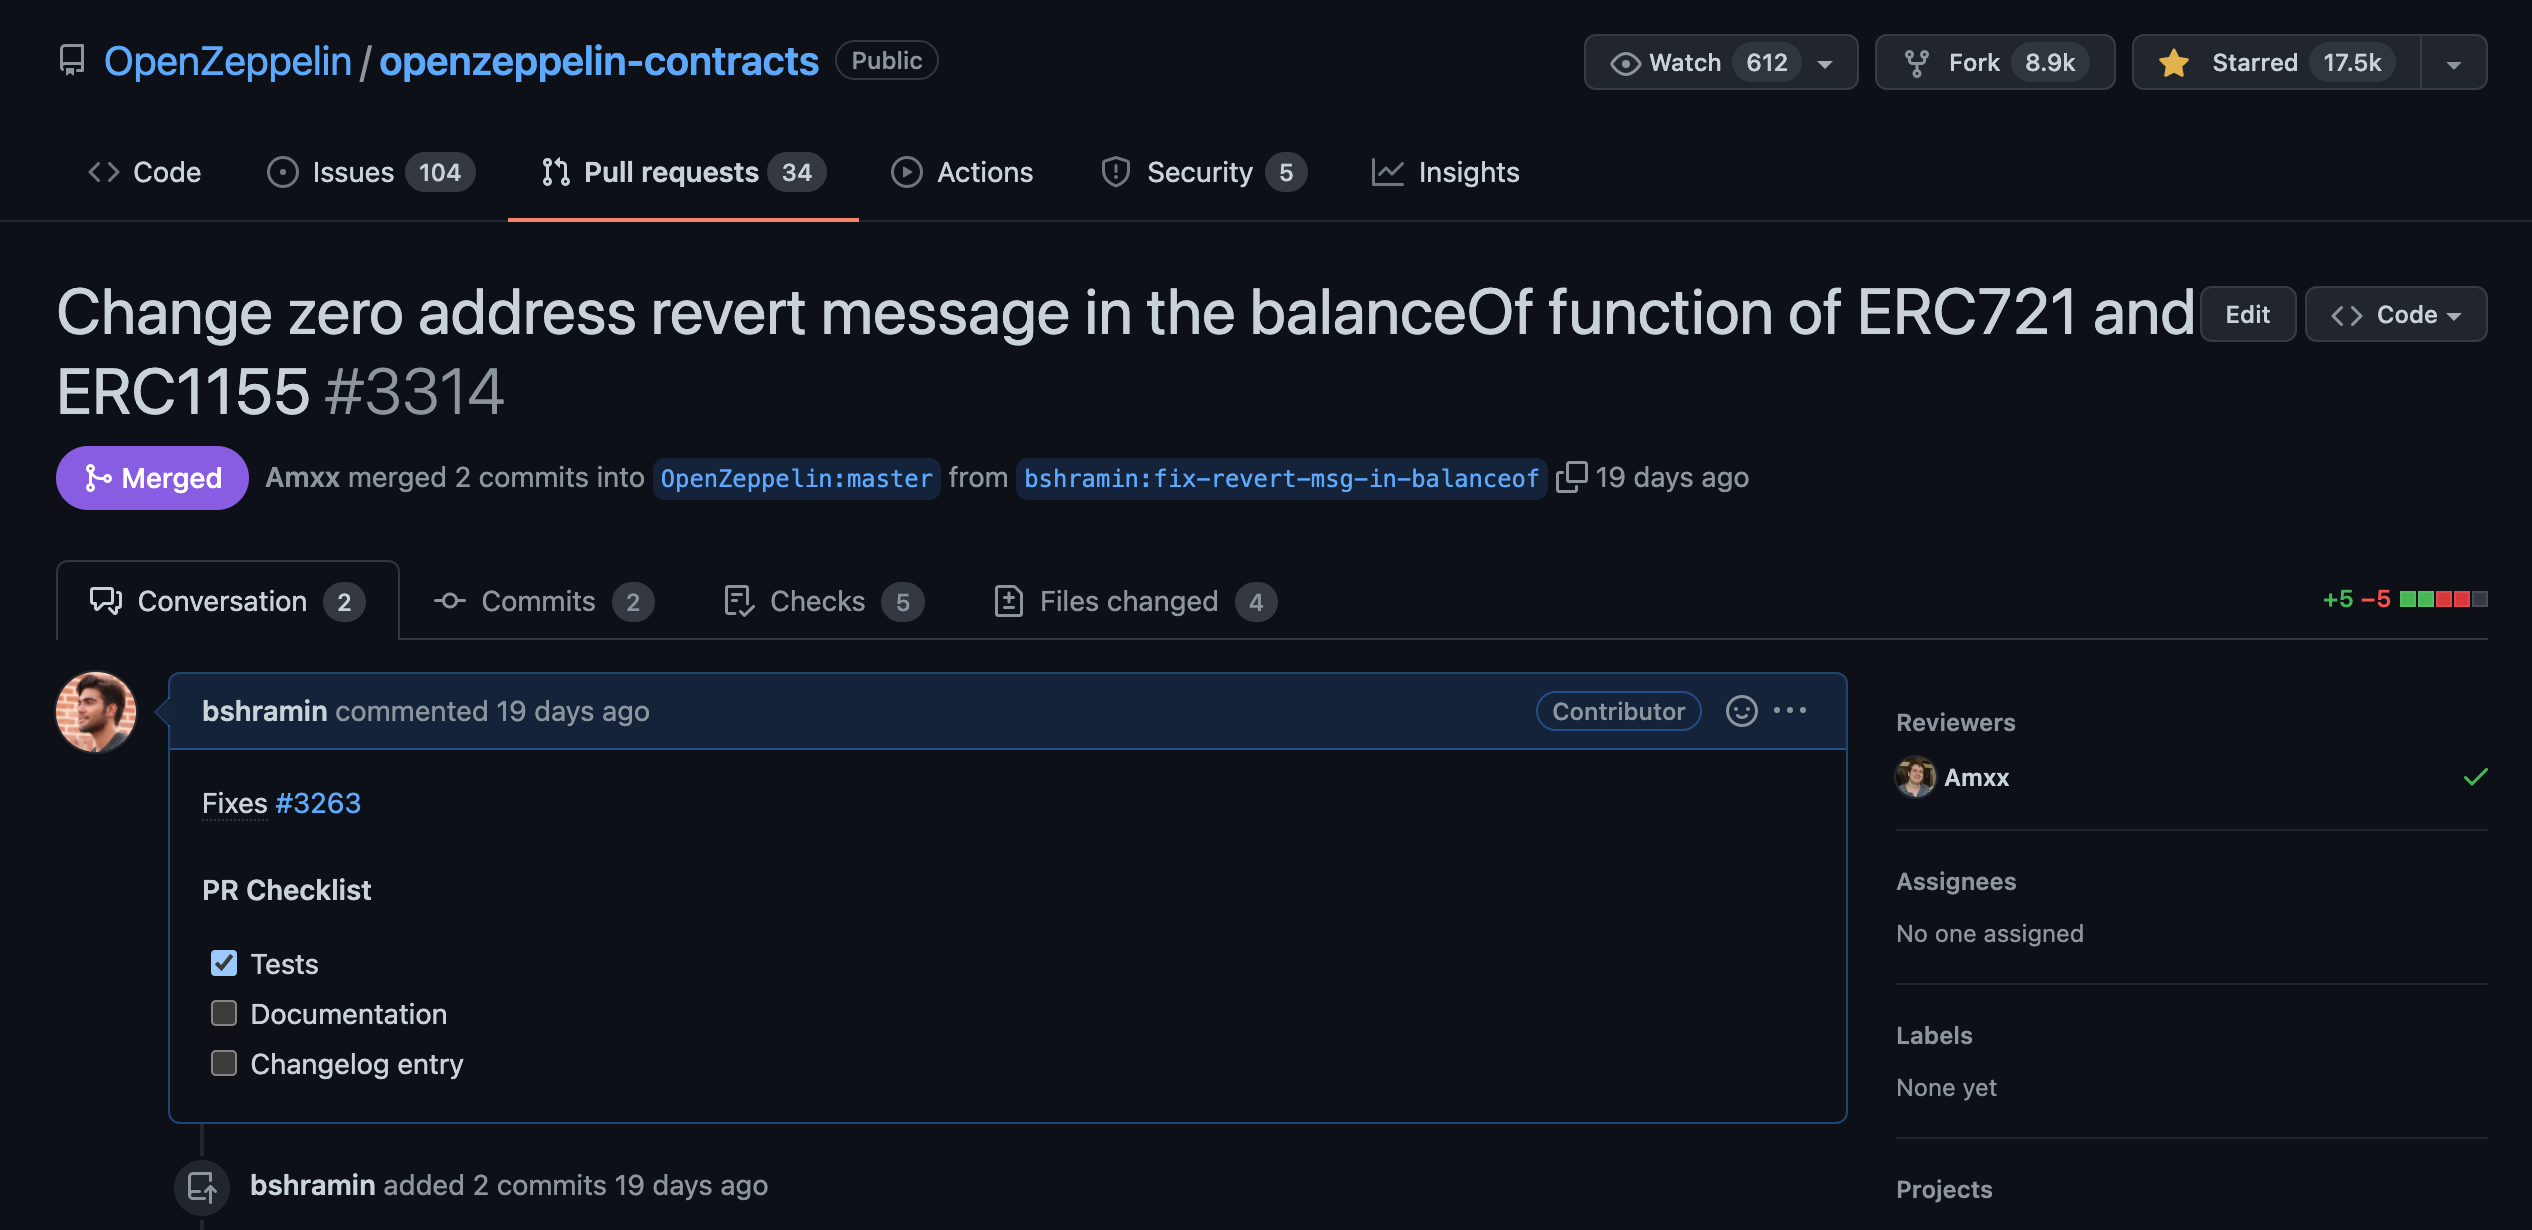 OpenZeppelin / openzeppelin-contracts Public Watch 612 Fork 8.9k Starred 17.5k
Code Issues 104 Pull requests 34 Actions Security 5 Insights
Change zero address revert message in the balanceOf function of ERC721 and Edit Code
ERC1155 #3314
Merged Amxx merged 2 commits into OpenZeppelin:master from bshramin:fix-revert-msg-in-balanceof 19 days ago
Conversation 2 Commits 2 Checks 5 Files changed 4 +5 −5
bshramin commented 19 days ago Contributor
Fixes #3263
PR Checklist
Tests
Documentation
Changelog entry
bshramin added 2 commits 19 days ago
Reviewers
Amxx
Assignees
No one assigned
Labels
None yet
Projects